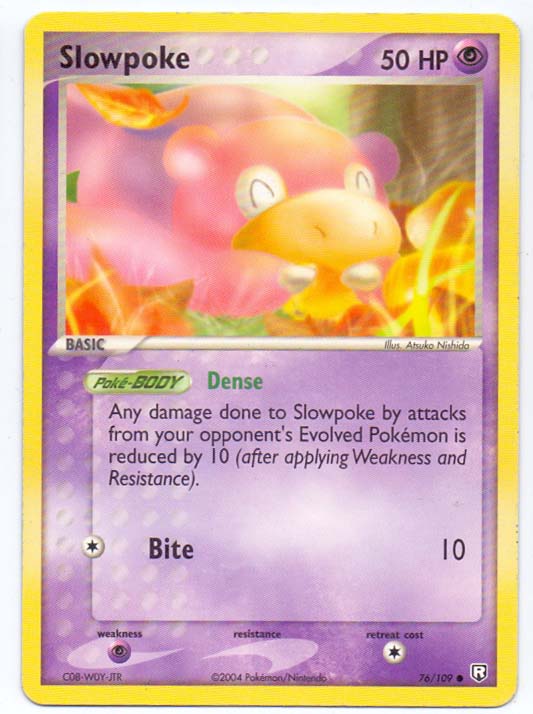 Slowpoke 50 HP
BASIC Illus. Atsuko Nishida
Poké-BODY Dense
Any damage done to Slowpoke by attacks
from your opponent's Evolved Pokémon is
reduced by 10 (after applying Weakness and
Resistance).
Bite 10
weakness resistance retreat cost
C08-W0Y-JTR ©2004 Pokémon/Nintendo 76/109
R